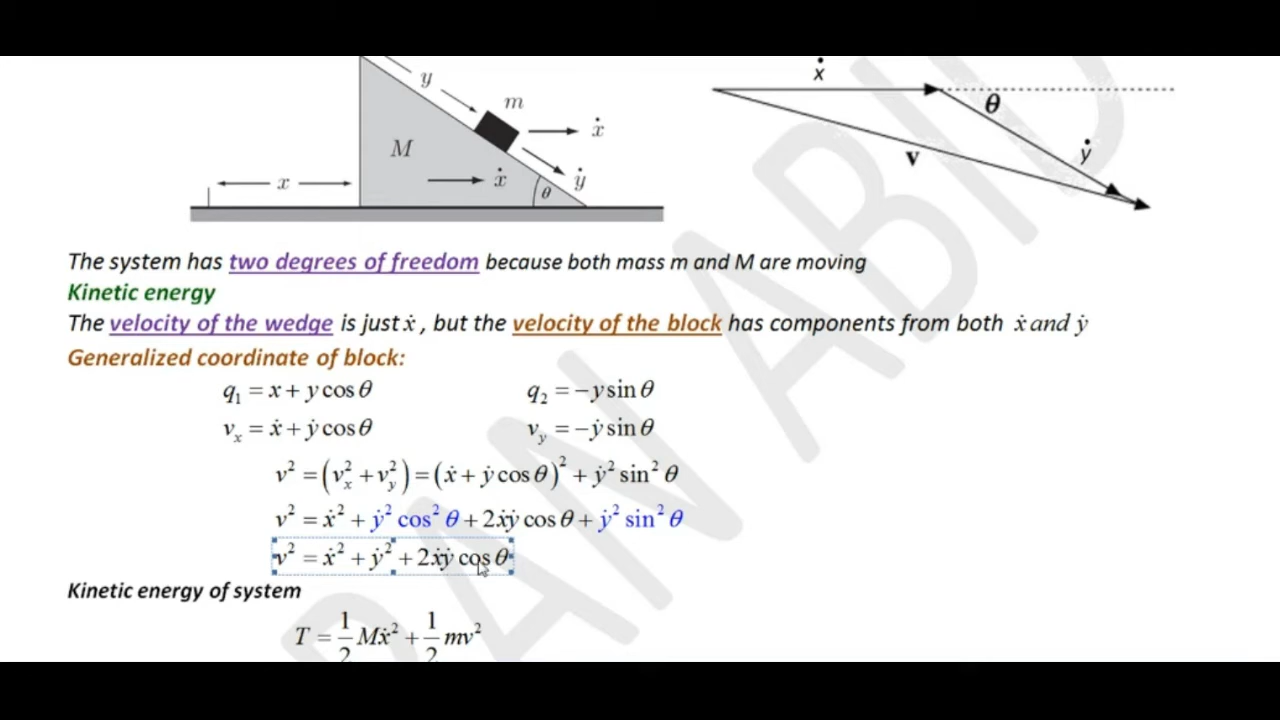 y
m
ẋ
M
x
ẋ
ẏ
θ
ẋ
θ
ẏ
v
The system has two degrees of freedom because both mass m and M are moving
Kinetic energy
The velocity of the wedge is just ẋ , but the velocity of the block has components from both ẋ and ẏ
Generalized coordinate of block:
q₁ = x + y cos θ q₂ = −y sin θ
vₓ = ẋ + ẏ cos θ v_y = −ẏ sin θ
v² = (vₓ² + v_y²) = (ẋ + ẏ cos θ)² + ẏ² sin² θ
v² = ẋ² + ẏ² cos² θ + 2ẋẏ cos θ + ẏ² sin² θ
v² = ẋ² + ẏ² + 2ẋẏ cos θ
Kinetic energy of system
T = 1/2 Mẋ² + 1/2 mv²